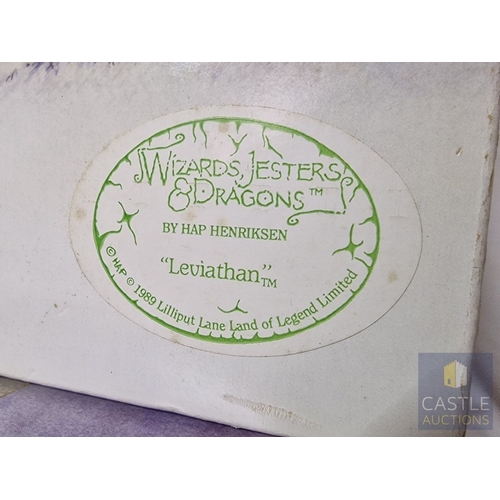 WIZARDS, JESTERS
& DRAGONS™
BY HAP HENRIKSEN
"Leviathan"™
© HAP © 1989 Lilliput Lane Land of Legend Limited
CASTLE
AUCTIONS